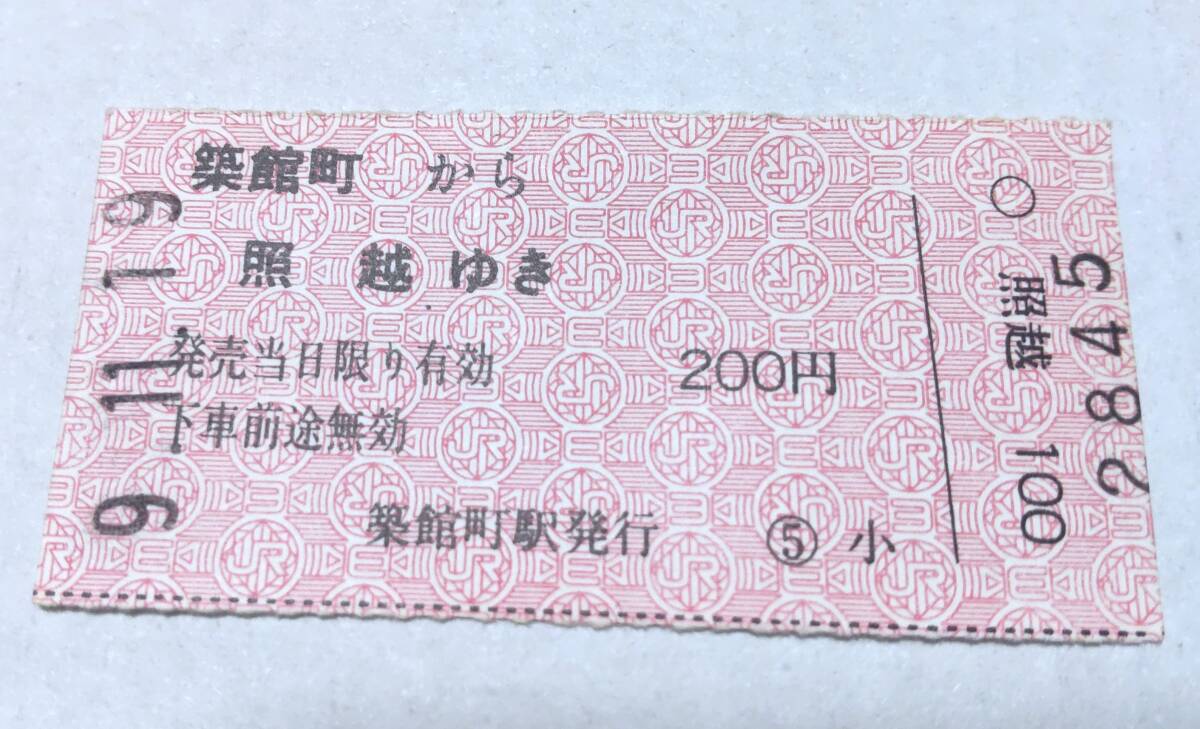 築館町 から
照 越 ゆき
発売当日限り有効
下車前途無効
200円
築館町駅発行 ⑤ 小
9.11.19
照越 100
2845